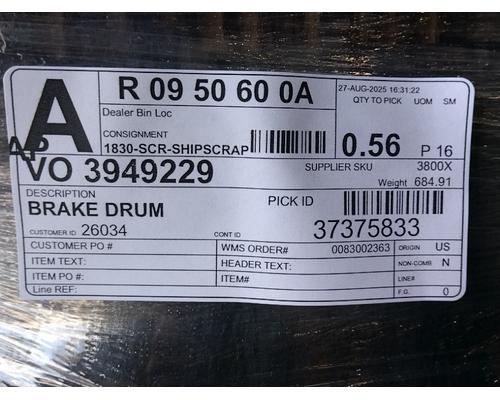 A
R 09 50 60 0A
27-AUG-2025 16:31:22
Dealer Bin Loc
QTY TO PICK UOM SM
CONSIGNMENT
1830-SCR-SHIPSCRAP
0.56 P 16
AP
VO 3949229
SUPPLIER SKU 3800X
Weight 684.91
DESCRIPTION
PICK ID
BRAKE DRUM
CUSTOMER ID 26034
CONT ID
37375833
CUSTOMER PO #
WMS ORDER# 0083002363
ORIGIN US
ITEM TEXT:
HEADER TEXT:
NON-COMB N
ITEM PO #:
ITEM#
LINE#
Line REF:
F.G. 0